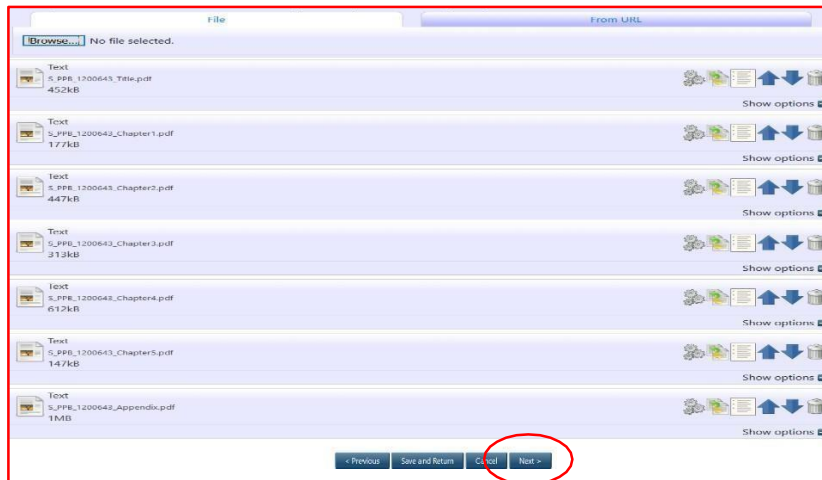 File
From URL
Browse... No file selected.
Text
S_PPB_1200643_Title.pdf
452kB
Show options
Text
S_PPB_1200643_Chapter1.pdf
177kB
Show options
Text
S_PPB_1200643_Chapter2.pdf
447kB
Show options
Text
S_PPB_1200643_Chapter3.pdf
313kB
Show options
Text
S_PPB_1200643_Chapter4.pdf
612kB
Show options
Text
S_PPB_1200643_Chapter5.pdf
147kB
Show options
Text
S_PPB_1200643_Appendix.pdf
1MB
Show options
< Previous Save and Return Cancel Next >